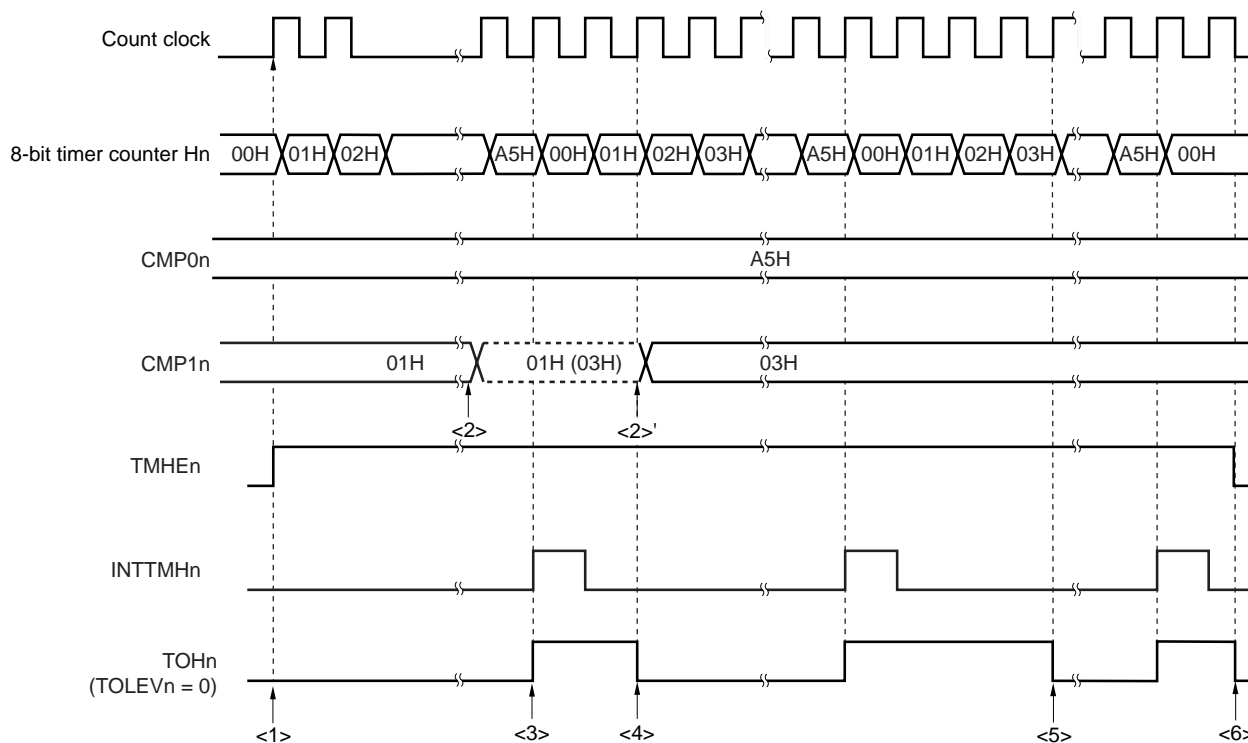 Count clock
8-bit timer counter Hn 00H 01H 02H A5H 00H 01H 02H 03H A5H 00H 01H 02H 03H A5H 00H
CMP0n A5H
CMP1n 01H 01H (03H) 03H
<2> <2>'
TMHEn
INTTMHn
TOHn
(TOLEVn = 0)
<1> <3> <4> <5> <6>